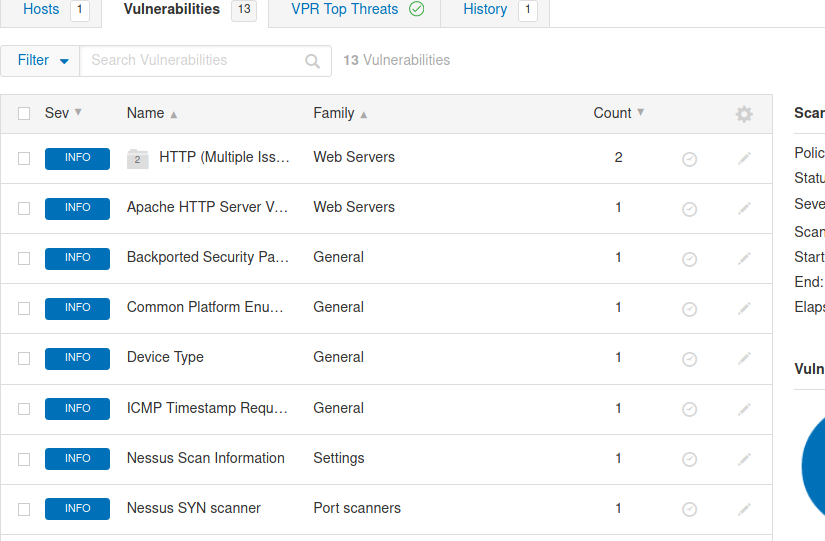 Hosts 1 Vulnerabilities 13 VPR Top Threats History 1
Filter Search Vulnerabilities 13 Vulnerabilities
Sev Name Family Count Scan
INFO 2 HTTP (Multiple Iss... Web Servers 2 Polic
INFO Apache HTTP Server V... Web Servers 1 Statu
Seve
INFO Backported Security Pa... General 1 Scan
Start
End:
INFO Common Platform Enu... General 1 Elaps
INFO Device Type General 1 Vuln
INFO ICMP Timestamp Requ... General 1
INFO Nessus Scan Information Settings 1
INFO Nessus SYN scanner Port scanners 1